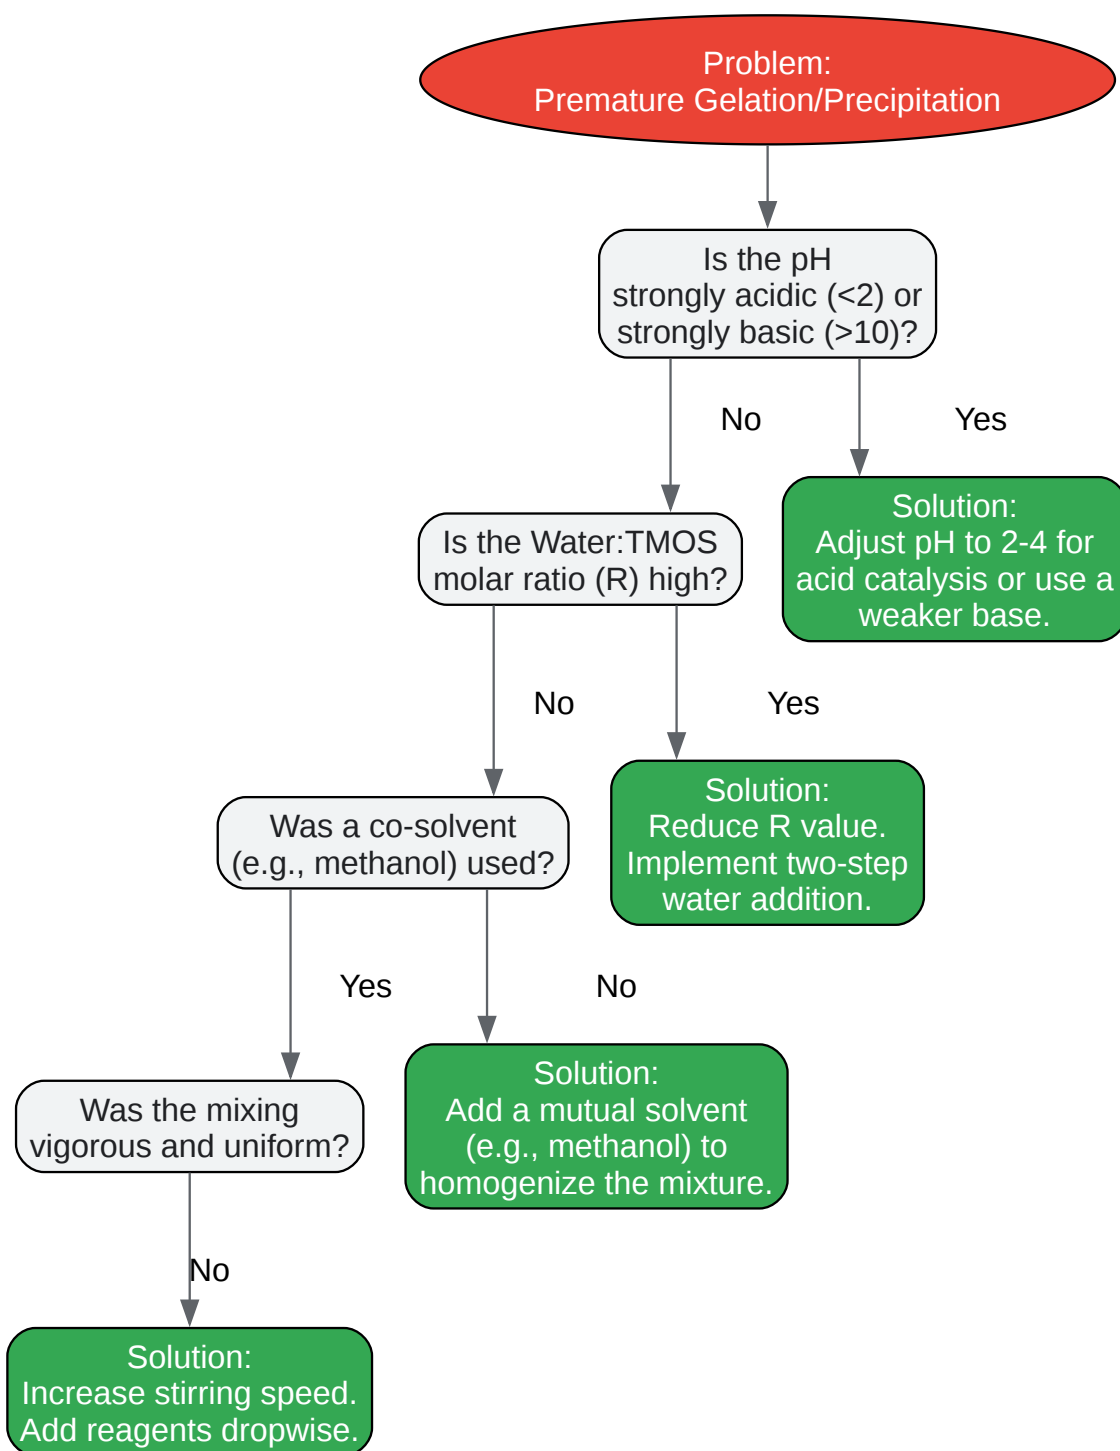 Problem:
Premature Gelation/Precipitation
Is the pH
strongly acidic (<2) or
strongly basic (>10)?
No
Yes
Solution:
Adjust pH to 2-4 for
acid catalysis or use a
weaker base.
Is the Water:TMOS
molar ratio (R) high?
No
Yes
Solution:
Reduce R value.
Implement two-step
water addition.
Was a co-solvent
(e.g., methanol) used?
Yes
No
Solution:
Add a mutual solvent
(e.g., methanol) to
homogenize the mixture.
Was the mixing
vigorous and uniform?
No
Solution:
Increase stirring speed.
Add reagents dropwise.